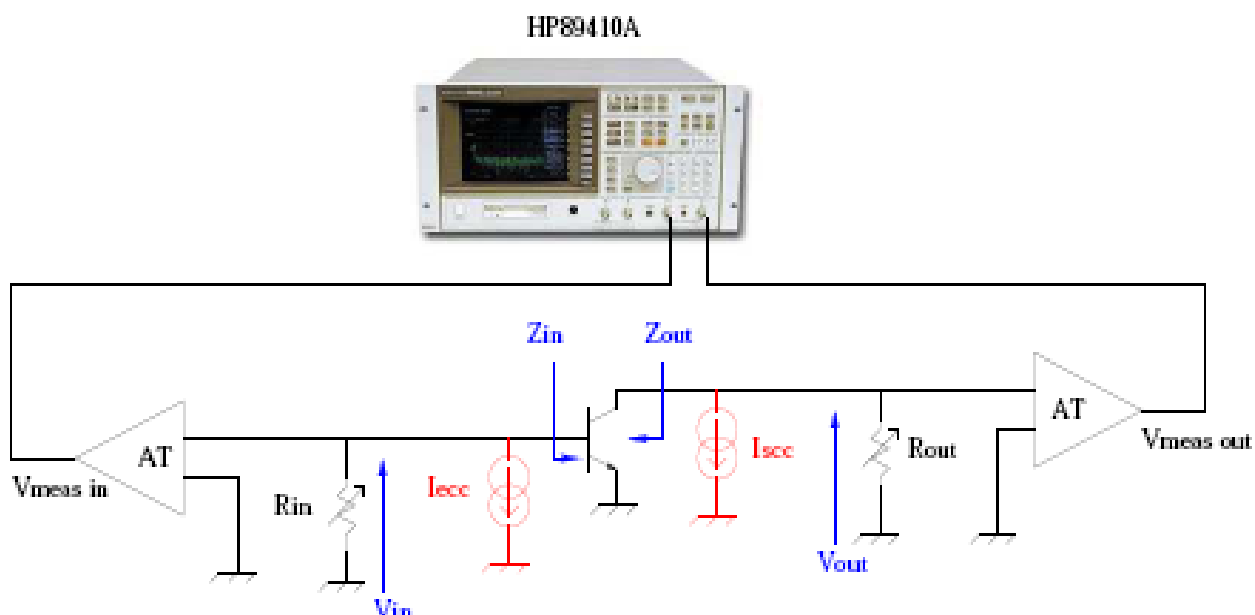 HP89410A
Zin
Zout
AT
Vmeas in
Rin
Iecc
Iscc
Rout
AT
Vmeas out
Vin
Vout